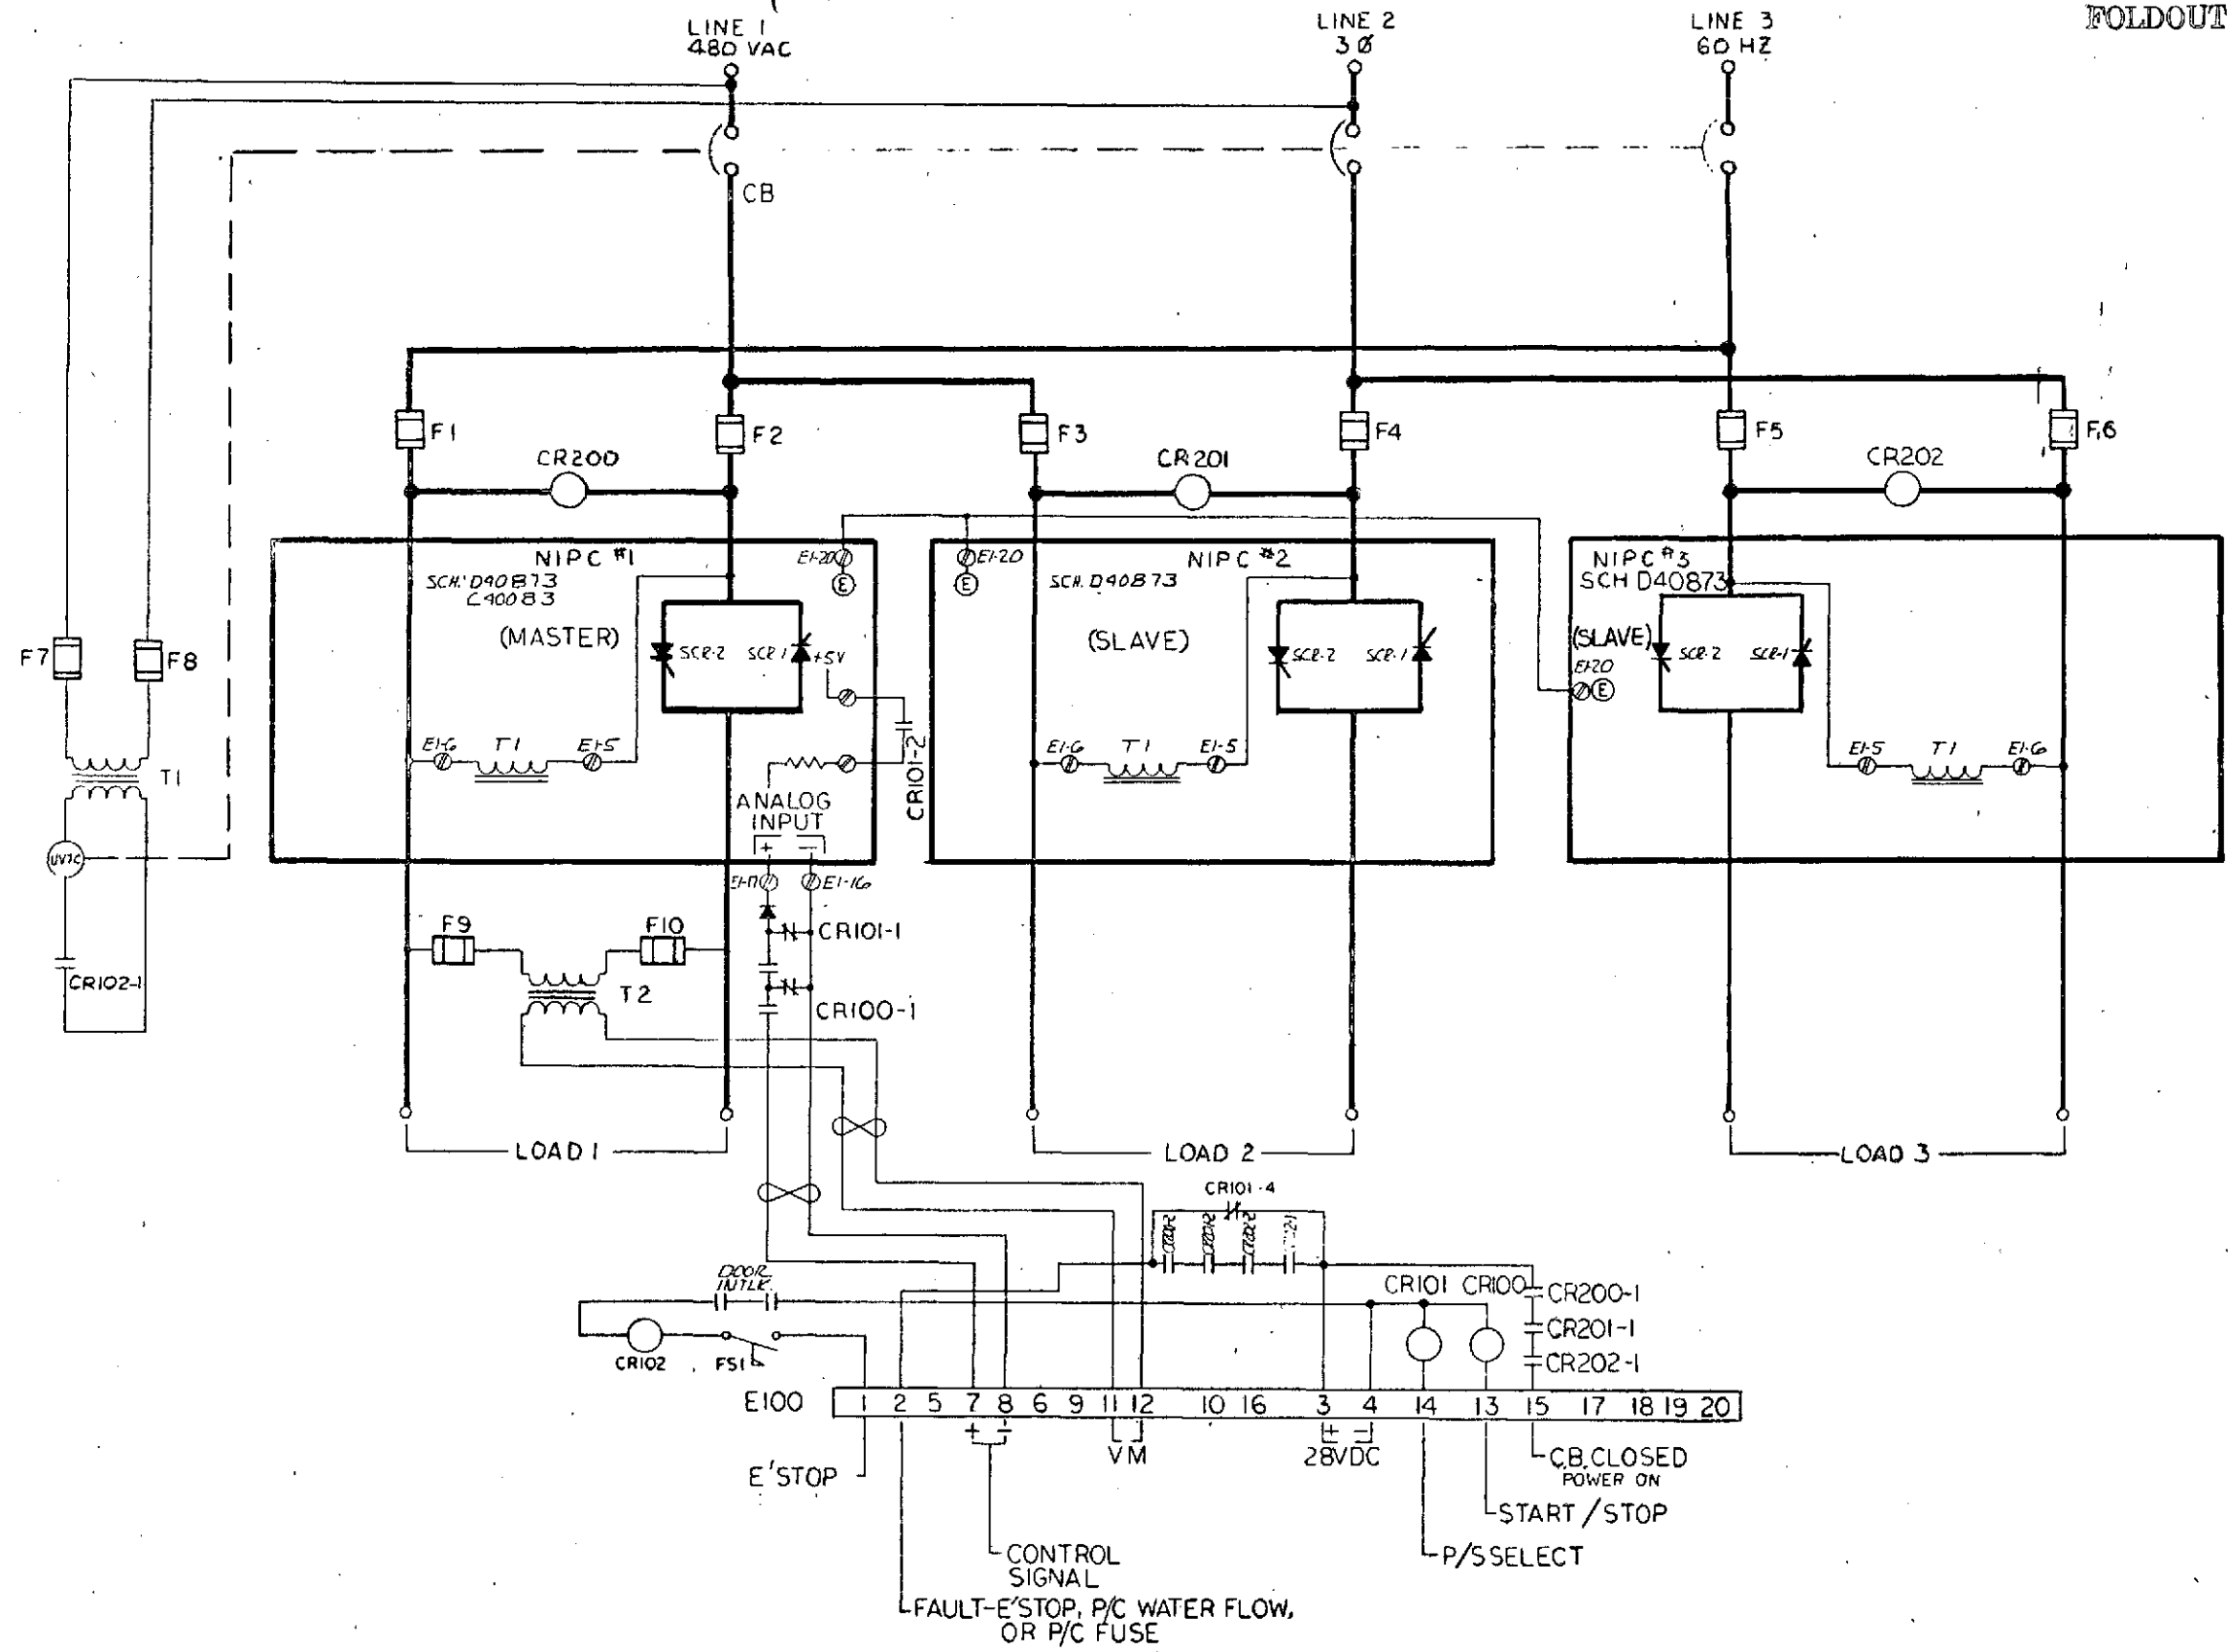 FOLDOUT
LINE 1
480 VAC
LINE 2
3 Ø
LINE 3
60 HZ
CB
F1
F2
F3
F4
F5
F6
CR200
CR201
CR202
NIPC #1
SCH. D40873
C40083
(MASTER)
E1-20
E
SCR-2
SCR-1
+5V
E1-6
T1
E1-5
CR101-2
ANALOG
INPUT
+
-
E1-17
E1-16
E1-20
E
NIPC #2
SCH. D40873
(SLAVE)
SCR-2
SCR-1
E1-6
T1
E1-5
NIPC #3
SCH D40873
(SLAVE)
E1-20
E
SCR-2
SCR-1
E1-5
T1
E1-6
F7
F8
T1
CR102-1
F9
F10
T2
CR101-1
CR100-1
LOAD 1
LOAD 2
LOAD 3
CR101-4
CR200-2
CR201-2
CR202-2
DOOR
INTLK.
CR102
FS1
CR101
CR100
CR200-1
CR201-1
CR202-1
E100
1 2 5 7 8 6 9 11 12 10 16 3 4 14 13 15 17 18 19 20
+ -
VM
+ -
28VDC
E'STOP
C.B. CLOSED
POWER ON
START / STOP
P/S SELECT
CONTROL
SIGNAL
FAULT-E'STOP, P/C WATER FLOW,
OR P/C FUSE